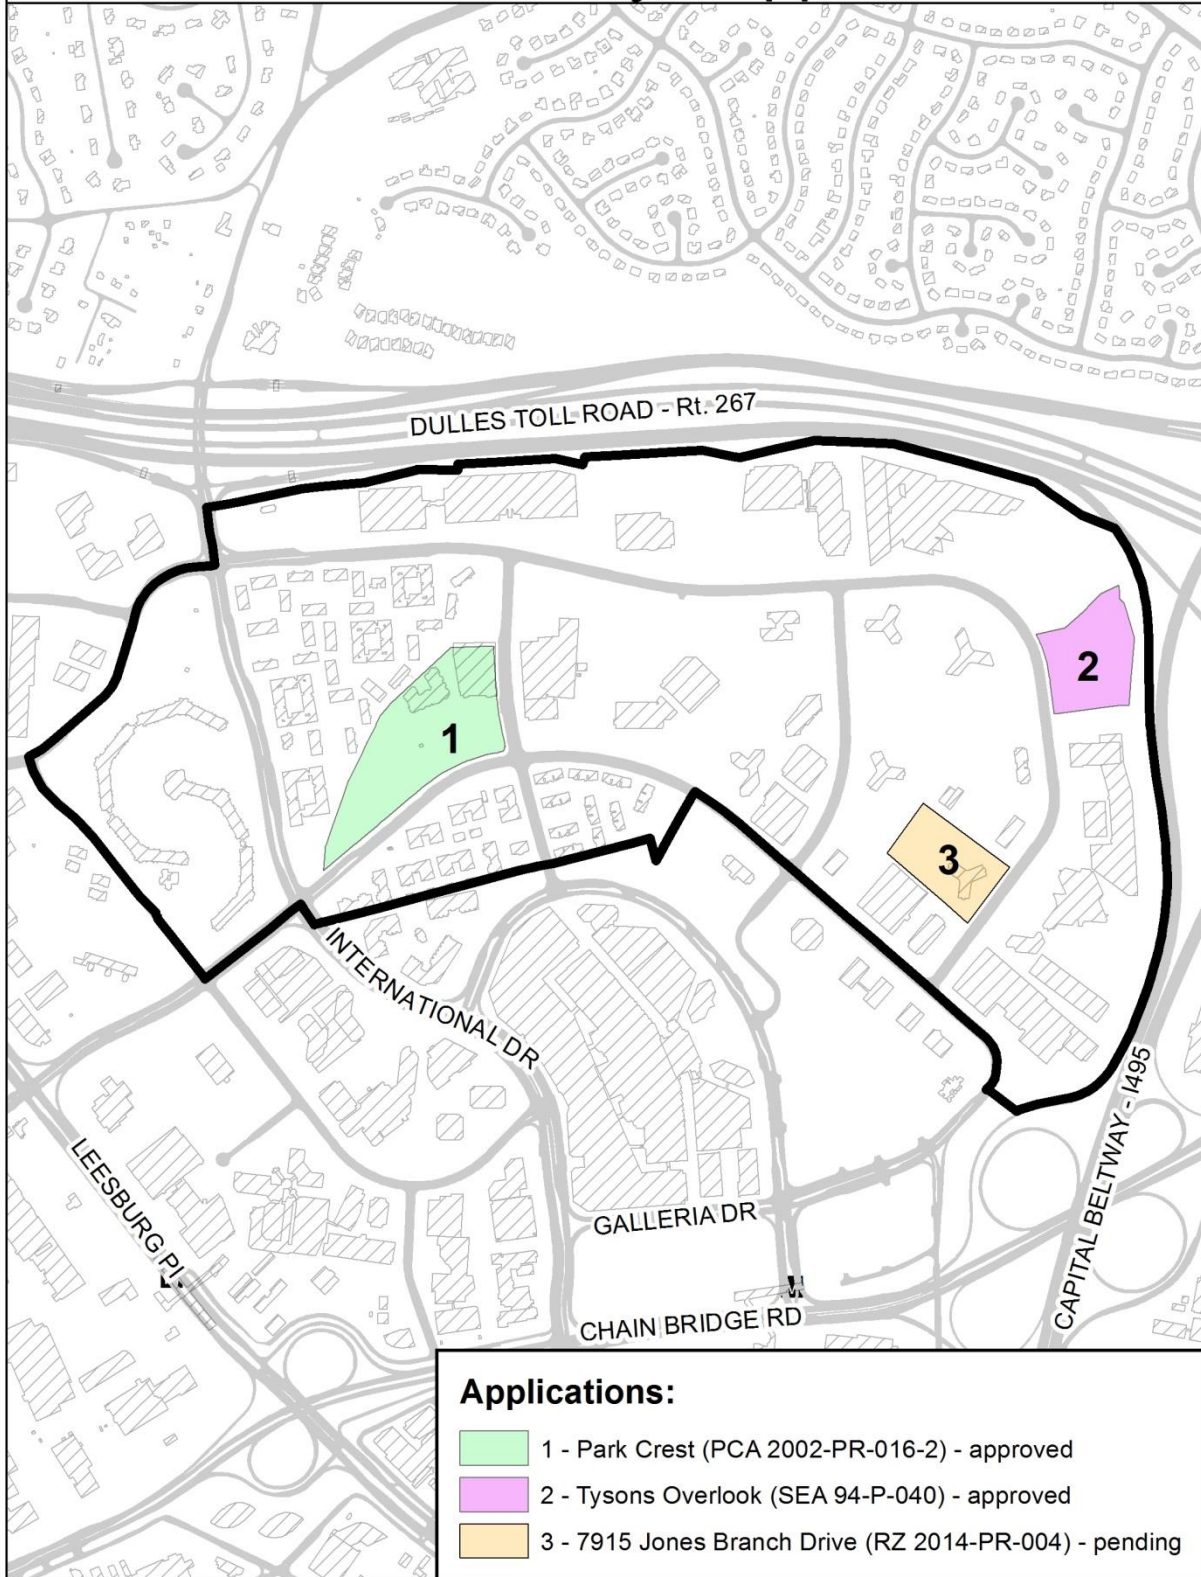 DULLES TOLL ROAD - Rt. 267
2
1
3
INTERNATIONAL DR
CAPITAL BELTWAY - I495
LEESBURG PI
GALLERIA DR
CHAIN BRIDGE RD
Applications:
1 - Park Crest (PCA 2002-PR-016-2) - approved
2 - Tysons Overlook (SEA 94-P-040) - approved
3 - 7915 Jones Branch Drive (RZ 2014-PR-004) - pending